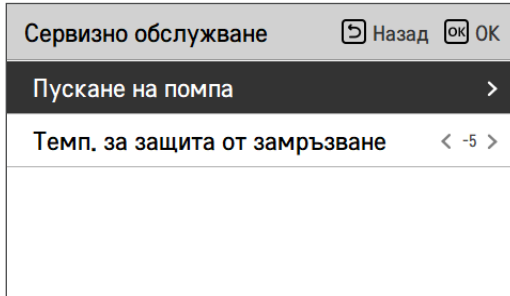 Сервизно обслужване Назад OK OK
Пускане на помпа >
Темп. за защита от замръзване < -5 >